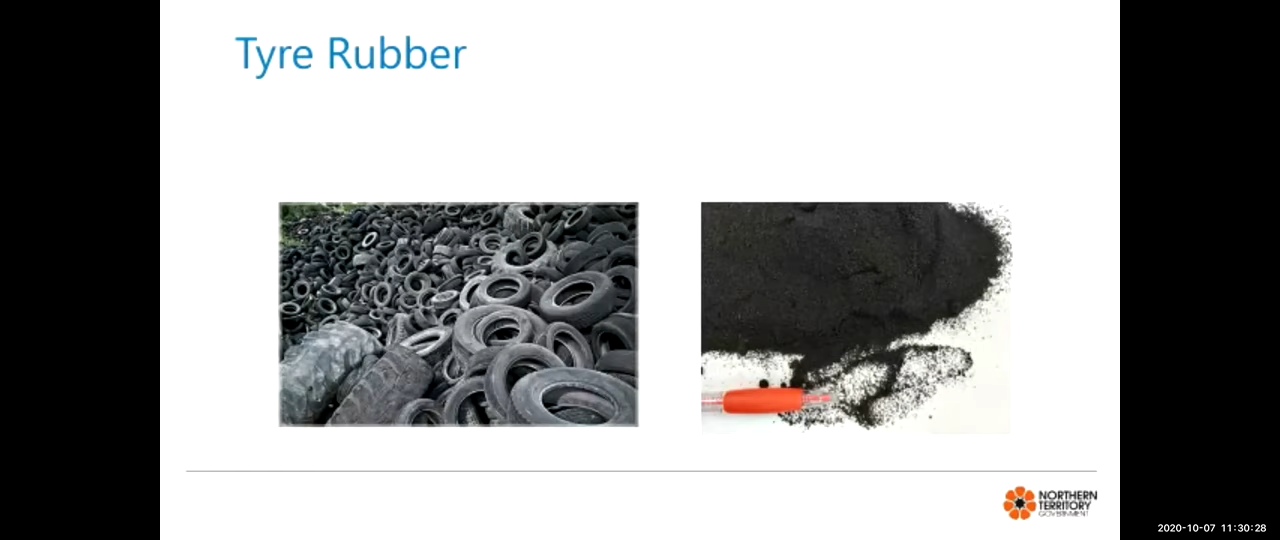 Tyre Rubber
NORTHERN
TERRITORY
GOVERNMENT
2020-10-07 11:30:28